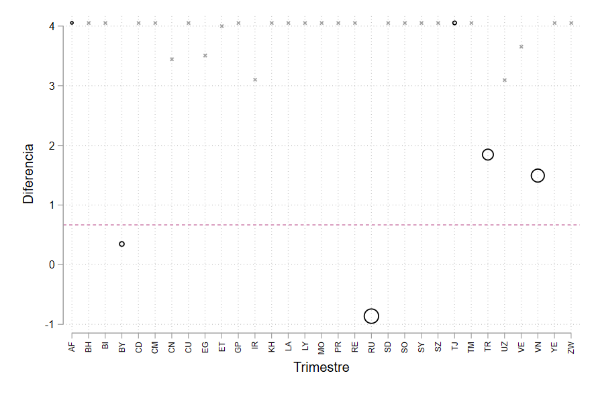 Diferencia
4
3
2
1
0
-1
AF BH BI BY CD CM CN CU EG ET GP IR KH LA LY MO PR RE RU SD SO SY SZ TJ TM TR UZ VE VN YE ZW
Trimestre